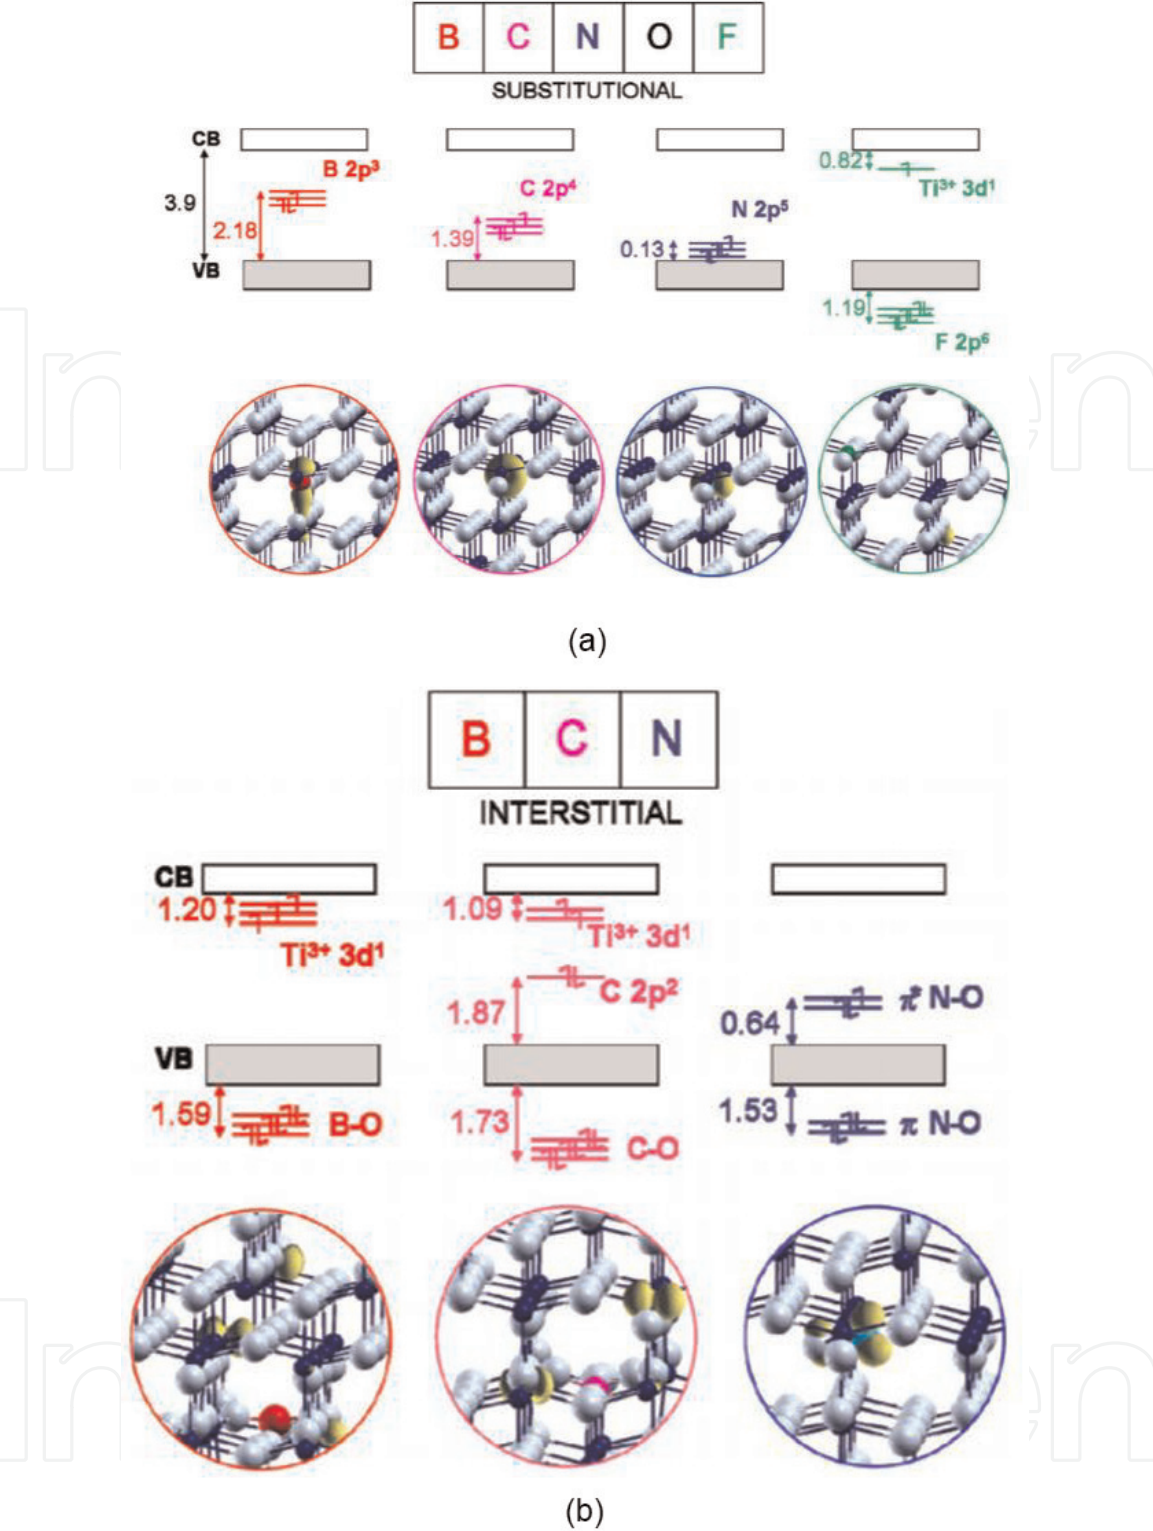 B C N O F
SUBSTITUTIONAL
CB
3.9
VB
B 2p³
2.18
C 2p⁴
1.39
N 2p⁵
0.13
0.82
Ti³⁺ 3d¹
1.19
F 2p⁶
(a)
B C N
INTERSTITIAL
CB
1.20
Ti³⁺ 3d¹
VB
1.59
B-O
1.09
Ti³⁺ 3d¹
C 2p²
1.87
1.73
C-O
π* N-O
0.64
1.53
π N-O
(b)